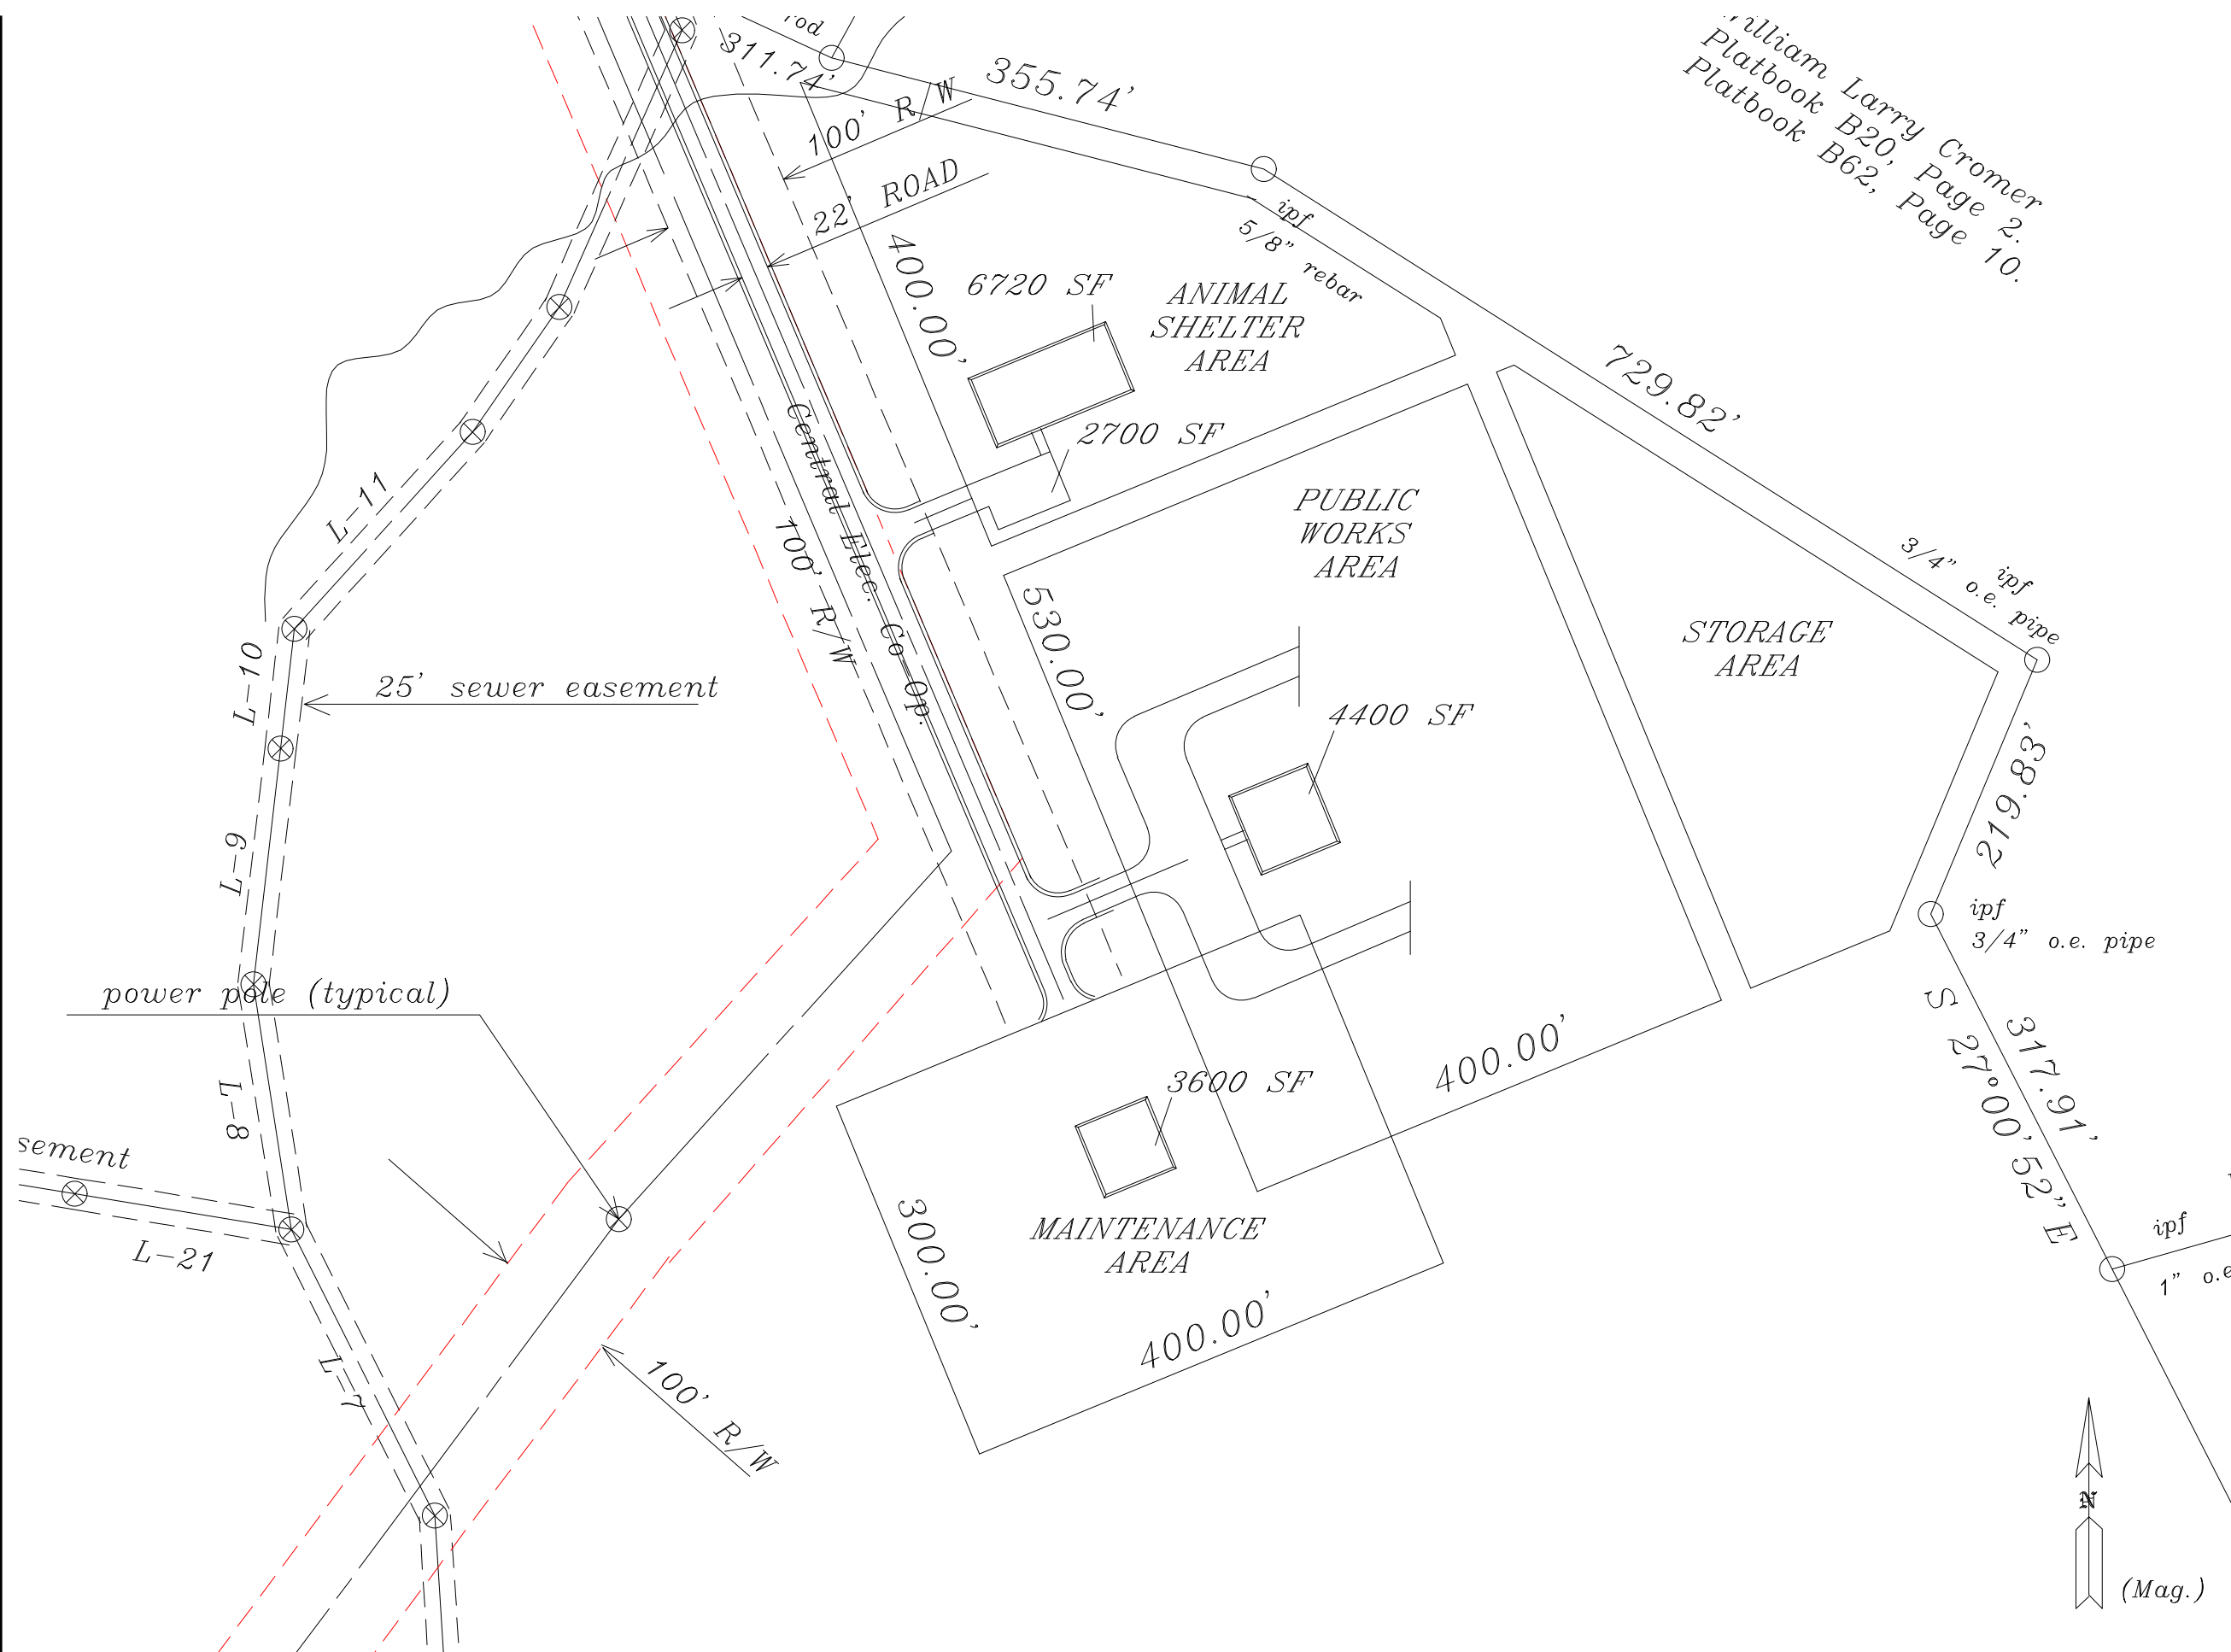 311.74'
355.74'
William Larry Cromer
Platbook B20, Page 2.
Platbook B62, Page 10.
100' R/W
22' ROAD
ipf
5/8" rebar
400.00'
6720 SF
ANIMAL
SHELTER
AREA
729.82'
2700 SF
Central Elec. Co Op.
100' R/W
L-11
PUBLIC
WORKS
AREA
ipf
3/4" o.e. pipe
530.00'
STORAGE
AREA
L-10
25' sewer easement
4400 SF
219.83'
L-9
ipf
3/4" o.e. pipe
power pole (typical)
S 27°00'52" E
317.91'
400.00'
3600 SF
L-8
L-21
300.00'
MAINTENANCE
AREA
ipf
1"
400.00'
L-7
100' R/W
N
(Mag.)